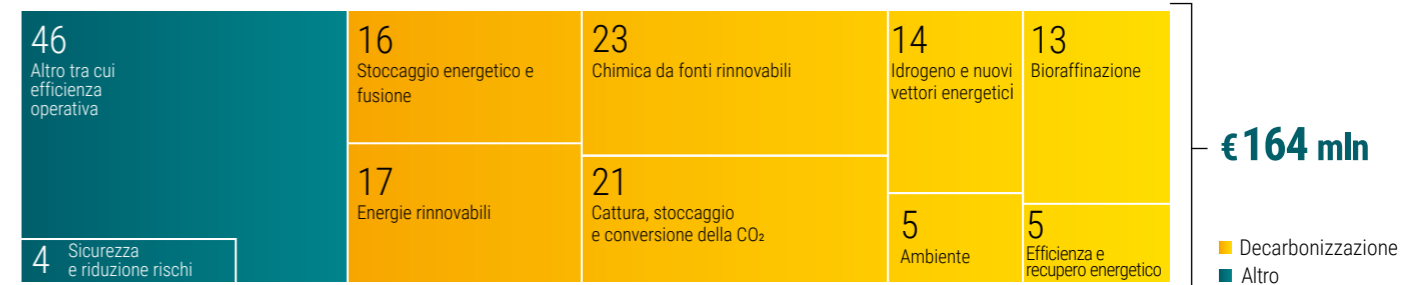 46
Altro tra cui
efficienza
operativa
4
Sicurezza
e riduzione rischi
16
Stoccaggio energetico e
fusione
17
Energie rinnovabili
23
Chimica da fonti rinnovabili
21
Cattura, stoccaggio
e conversione della CO₂
14
Idrogeno e nuovi
vettori energetici
5
Ambiente
13
Bioraffinazione
5
Efficienza e
recupero energetico
€ 164 mln
Decarbonizzazione
Altro